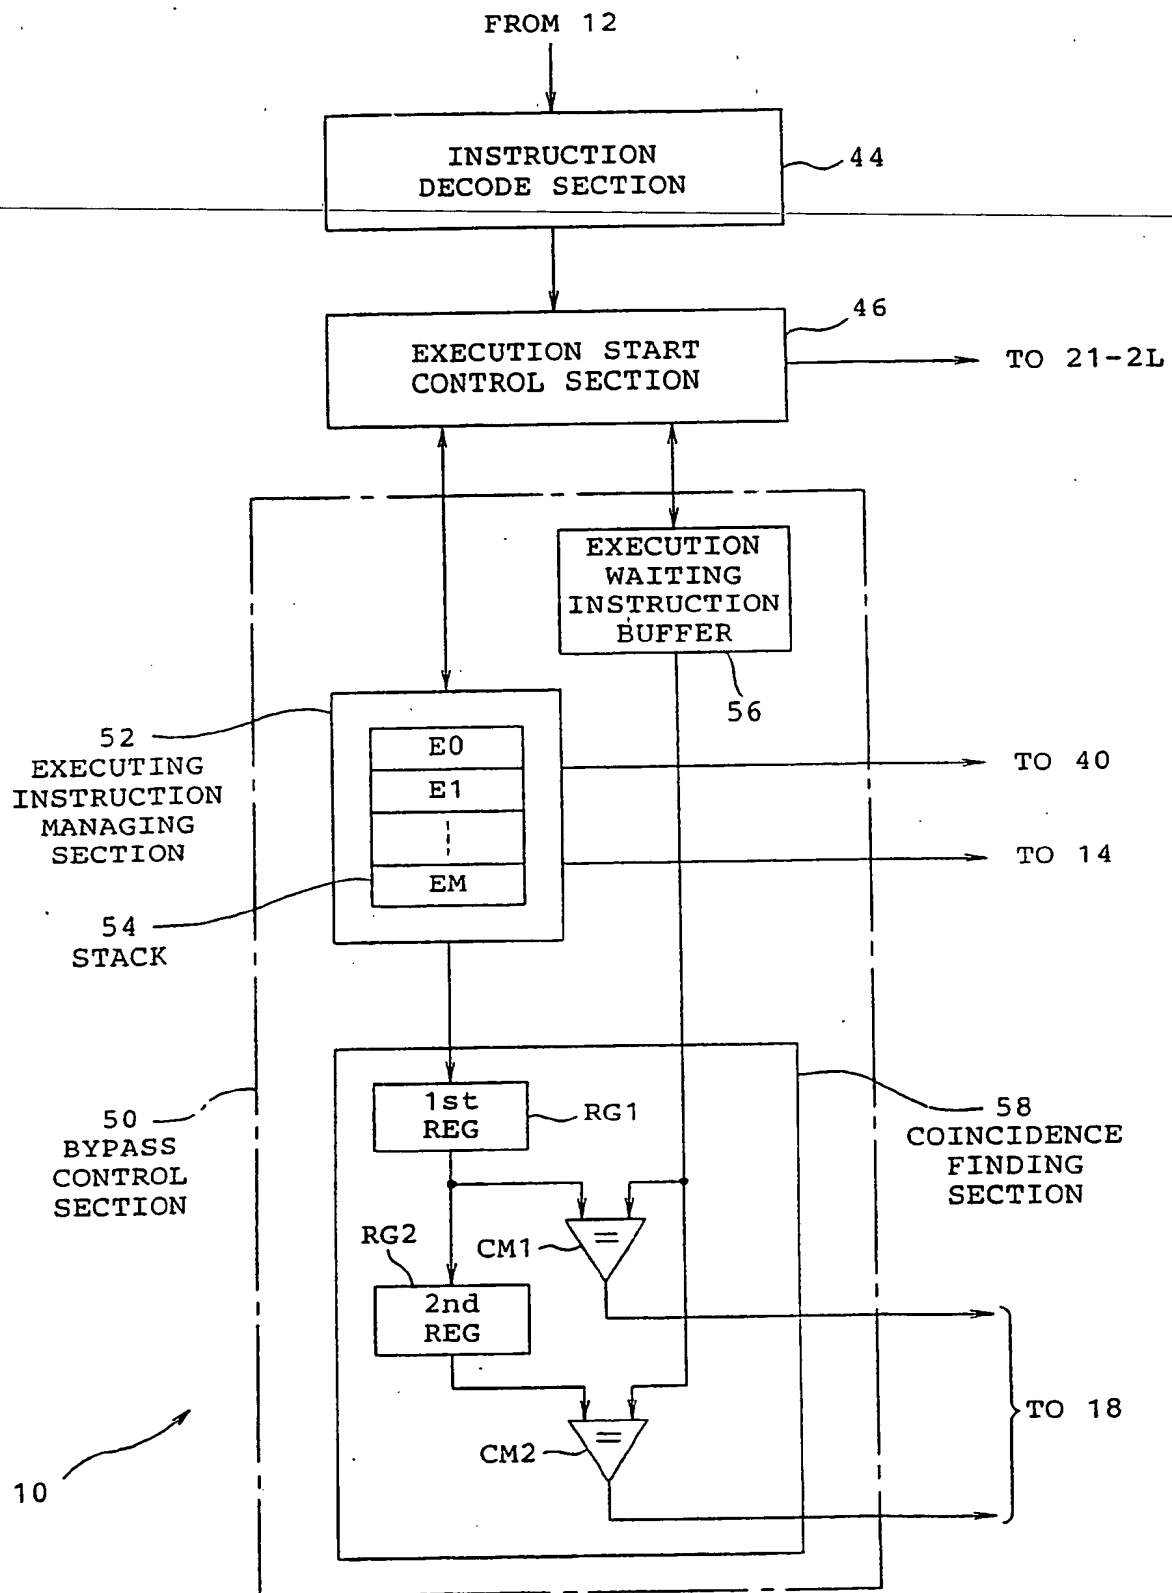 FROM 12
INSTRUCTION
DECODE SECTION
44
46
EXECUTION START
CONTROL SECTION
TO 21-2L
EXECUTION
WAITING
INSTRUCTION
BUFFER
56
52
EXECUTING
INSTRUCTION
MANAGING
SECTION
E0
E1
EM
TO 40
TO 14
54
STACK
50
BYPASS
CONTROL
SECTION
1st
REG
RG1
58
COINCIDENCE
FINDING
SECTION
RG2
CM1
=
2nd
REG
CM2
=
TO 18
10